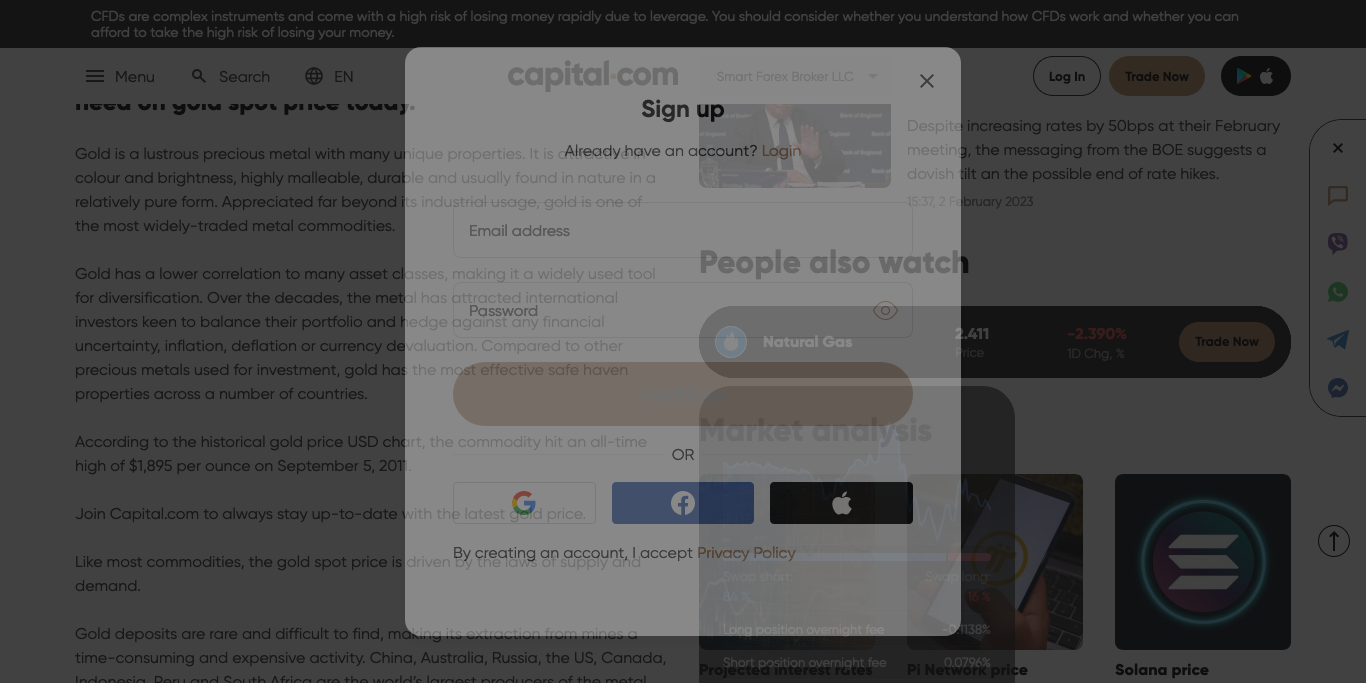 CFDs are complex instruments and come with a high risk of losing money rapidly due to leverage. You should consider whether you understand how CFDs work and whether you can
afford to take the high risk of losing your money.
Menu
Search
EN
capital.com
Smart Forex Broker LLC
Log In
Trade Now
need on gold spot price today.
Sign up
Already have an account? Login
Email address
Password
OR
By creating an account, I accept Privacy Policy
Gold is a lustrous precious metal with many unique properties. It is
colour and brightness, highly malleable, durable and usually found in nature in a
relatively pure form. Appreciated far beyond its industrial usage, gold is one of
the most widely-traded metal commodities.
Gold has a lower correlation to many asset classes, making it a widely used tool
for diversification. Over the decades, the metal has attracted international
investors keen to balance their portfolio and hedge against any financial
uncertainty, inflation, deflation or currency devaluation. Compared to other
precious metals used for investment, gold has the most effective safe haven
properties across a number of countries.
According to the historical gold price USD chart, the commodity hit an all-time
high of $1,895 per ounce on September 5, 2011.
Join Capital.com to always stay up-to-date with the latest gold price.
Like most commodities, the gold spot price is driven by the laws of supply and
demand.
Gold deposits are rare and difficult to find, making its extraction from mines a
time-consuming and expensive activity. China, Australia, Russia, the US, Canada,
Indonesia, Peru and South Africa are the world's largest producers of the metal.
Despite increasing rates by 50bps at their February
meeting, the messaging from the BOE suggests a
dovish tilt an the possible end of rate hikes.
15:37, 2 February 2023
People also watch
Natural Gas
2.411
Price
-2.390%
1D Chg, %
Trade Now
Market analysis
Swap short:
Swap long:
Long position overnight fee
-0.1138%
Short position overnight fee
0.0796%
Projected interest rates
Pi Network price
Solana price